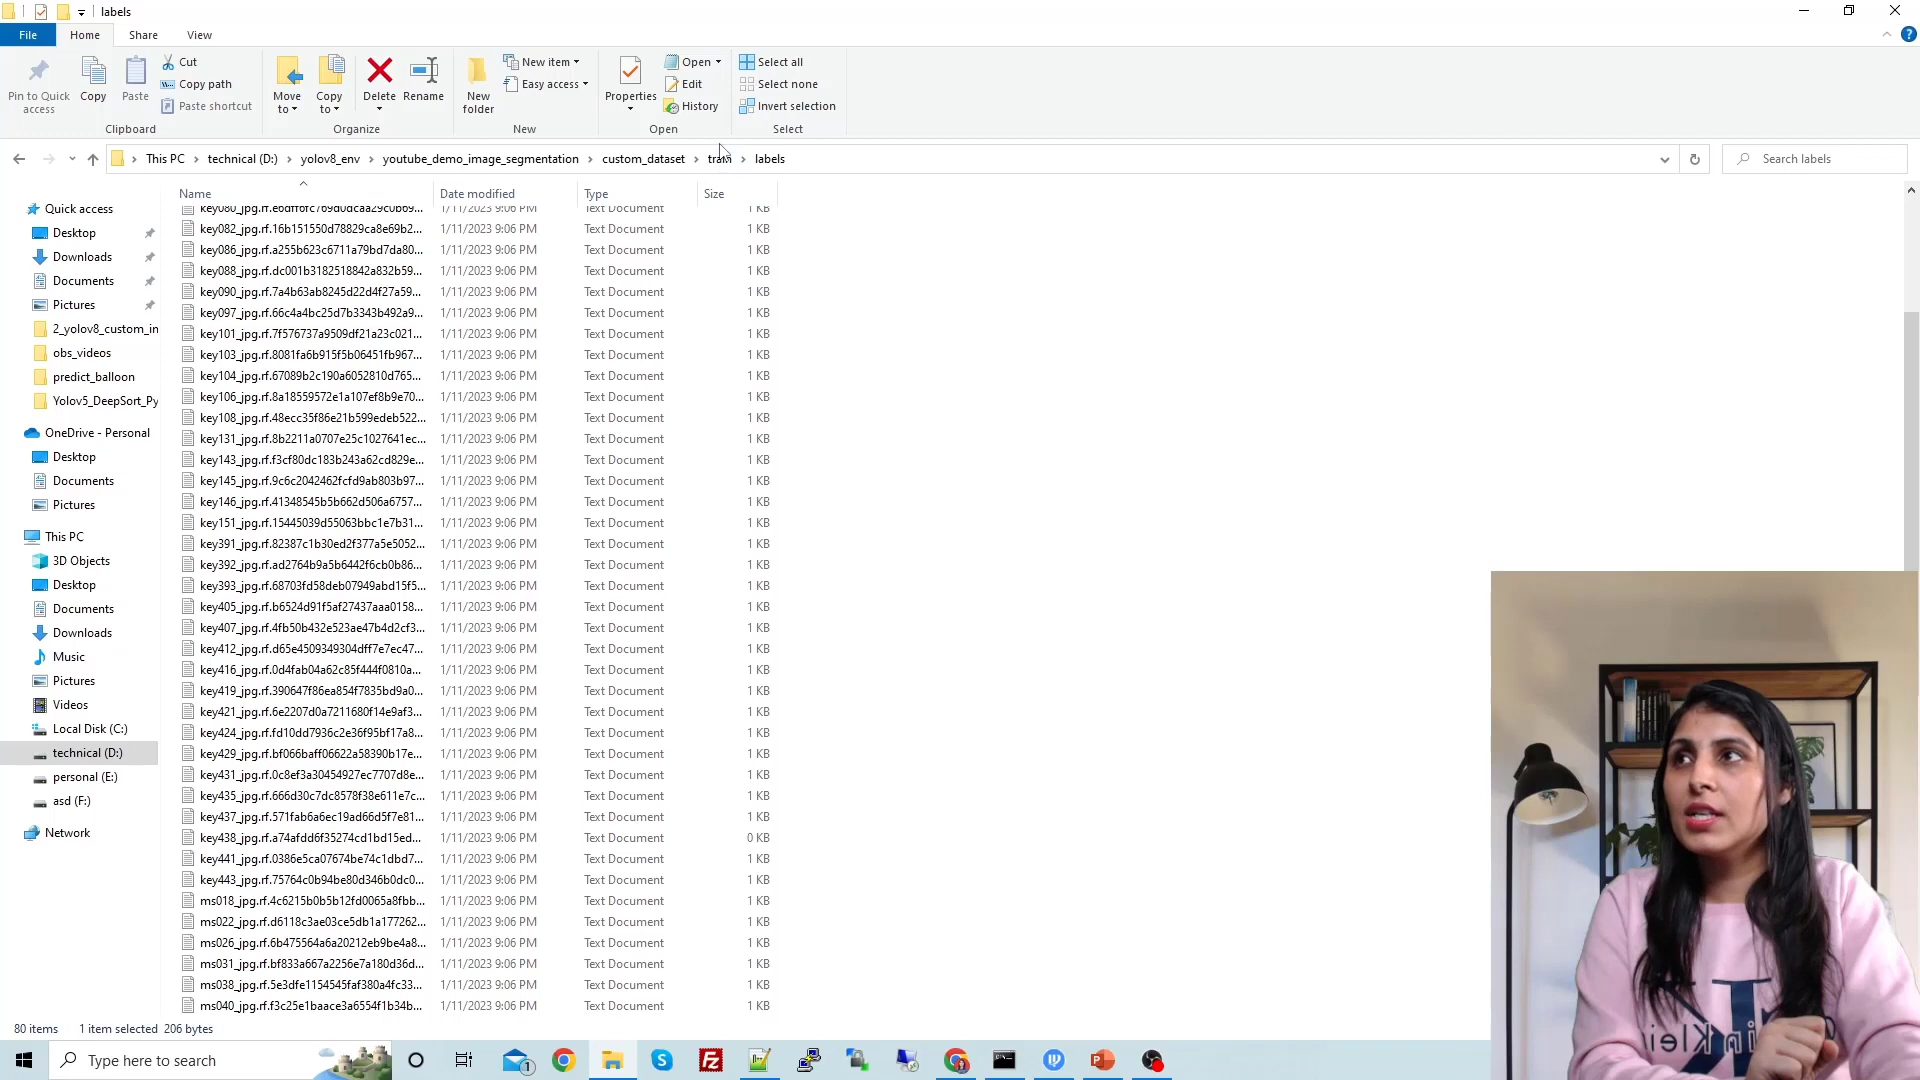 labels
File Home Share View
Pin to Quick access
Copy
Paste
Cut
Copy path
Paste shortcut
Clipboard
Move to
Copy to
Delete
Rename
Organize
New folder
New item
Easy access
New
Properties
Open
Edit
History
Open
Select all
Select none
Invert selection
Select
This PC › technical (D:) › yolov8_env › youtube_demo_image_segmentation › custom_dataset › train › labels
Search labels
Name Date modified Type Size
Quick access
Desktop
Downloads
Documents
Pictures
2_yolov8_custom_in
obs_videos
predict_balloon
Yolov5_DeepSort_Py
OneDrive - Personal
Desktop
Documents
Pictures
This PC
3D Objects
Desktop
Documents
Downloads
Music
Pictures
Videos
Local Disk (C:)
technical (D:)
personal (E:)
asd (F:)
Network
key080_jpg.rf.e6dff6fc769d0dcaa29c0b69... 1/11/2023 9:06 PM Text Document 1 KB
key082_jpg.rf.16b151550d78829ca8e69b2... 1/11/2023 9:06 PM Text Document 1 KB
key086_jpg.rf.a255b623c6711a79bd7da80... 1/11/2023 9:06 PM Text Document 1 KB
key088_jpg.rf.dc001b3182518842a832b59... 1/11/2023 9:06 PM Text Document 1 KB
key090_jpg.rf.7a4b63ab8245d22d4f27a59... 1/11/2023 9:06 PM Text Document 1 KB
key097_jpg.rf.66c4a4bc25d7b3343b492a9... 1/11/2023 9:06 PM Text Document 1 KB
key101_jpg.rf.7f576737a9509df21a23c021... 1/11/2023 9:06 PM Text Document 1 KB
key103_jpg.rf.8081fa6b915f5b06451fb967... 1/11/2023 9:06 PM Text Document 1 KB
key104_jpg.rf.67089b2c190a6052810d765... 1/11/2023 9:06 PM Text Document 1 KB
key106_jpg.rf.8a18559572e1a107ef8b9e70... 1/11/2023 9:06 PM Text Document 1 KB
key108_jpg.rf.48ecc35f86e21b599edeb522... 1/11/2023 9:06 PM Text Document 1 KB
key131_jpg.rf.8b2211a0707e25c1027641ec... 1/11/2023 9:06 PM Text Document 1 KB
key143_jpg.rf.f3cf80dc183b243a62cd829e... 1/11/2023 9:06 PM Text Document 1 KB
key145_jpg.rf.9c6c2042462fcfd9ab803b97... 1/11/2023 9:06 PM Text Document 1 KB
key146_jpg.rf.41348545b5b662d506a6757... 1/11/2023 9:06 PM Text Document 1 KB
key151_jpg.rf.15445039d55063bbc1e7b31... 1/11/2023 9:06 PM Text Document 1 KB
key391_jpg.rf.82387c1b30ed2f377a5e5052... 1/11/2023 9:06 PM Text Document 1 KB
key392_jpg.rf.ad2764b9a5b6442f6cb0b86... 1/11/2023 9:06 PM Text Document 1 KB
key393_jpg.rf.68703fd58deb07949abd15f5... 1/11/2023 9:06 PM Text Document 1 KB
key405_jpg.rf.b6524d91f5af27437aaa0158... 1/11/2023 9:06 PM Text Document 1 KB
key407_jpg.rf.4fb50b432e523ae47b4d2cf3... 1/11/2023 9:06 PM Text Document 1 KB
key412_jpg.rf.d65e4509349304dff7e7ec47... 1/11/2023 9:06 PM Text Document 1 KB
key416_jpg.rf.0d4fab04a62c85f444f0810a... 1/11/2023 9:06 PM Text Document 1 KB
key419_jpg.rf.390647f86ea854f7835bd9a0... 1/11/2023 9:06 PM Text Document 1 KB
key421_jpg.rf.6e2207d0a7211680f14e9af3... 1/11/2023 9:06 PM Text Document 1 KB
key424_jpg.rf.fd10dd7936c2e36f95bf17a8... 1/11/2023 9:06 PM Text Document 1 KB
key429_jpg.rf.bf066baff06622a58390b17e... 1/11/2023 9:06 PM Text Document 1 KB
key431_jpg.rf.0c8ef3a30454927ec7707d8e... 1/11/2023 9:06 PM Text Document 1 KB
key435_jpg.rf.666d30c7dc8578f38e611e7c... 1/11/2023 9:06 PM Text Document 1 KB
key437_jpg.rf.571fab6a6ec19ad66d5f7e81... 1/11/2023 9:06 PM Text Document 1 KB
key438_jpg.rf.a74afdd6f35274cd1bd15ed... 1/11/2023 9:06 PM Text Document 0 KB
key441_jpg.rf.0386e5ca07674be74c1dbd7... 1/11/2023 9:06 PM Text Document 1 KB
key443_jpg.rf.75764c0b94be80d346b0dc0... 1/11/2023 9:06 PM Text Document 1 KB
ms018_jpg.rf.4c6215b0b5b12fd0065a8fbb... 1/11/2023 9:06 PM Text Document 1 KB
ms022_jpg.rf.d6118c3ae03ce5db1a177262... 1/11/2023 9:06 PM Text Document 1 KB
ms026_jpg.rf.6b475564a6a20212eb9be4a8... 1/11/2023 9:06 PM Text Document 1 KB
ms031_jpg.rf.bf833a667a2256e7a180d36d... 1/11/2023 9:06 PM Text Document 1 KB
ms038_jpg.rf.5e3dfe1154545faf380a4fc33... 1/11/2023 9:06 PM Text Document 1 KB
ms040_jpg.rf.f3c25e1baace3a6554f1b34b... 1/11/2023 9:06 PM Text Document 1 KB
80 items 1 item selected 206 bytes
Type here to search